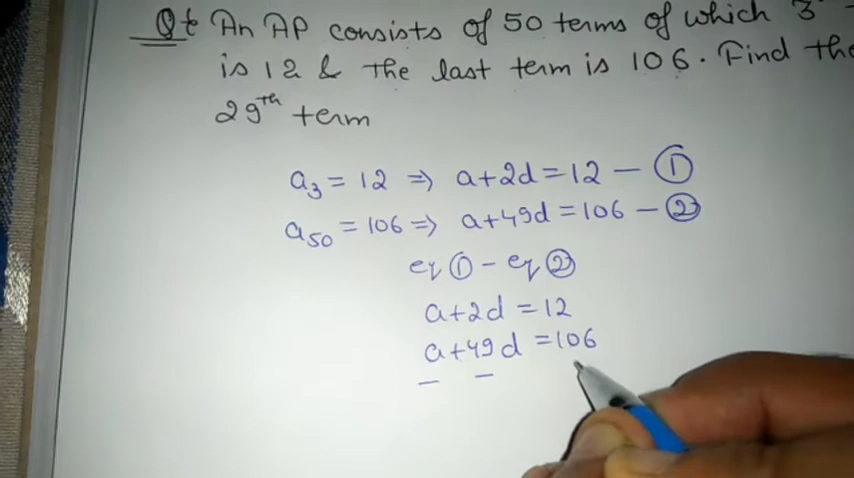 Q6 An AP consists of 50 terms of which 3
is 12 & the last term is 106. Find the
29th term
a3 = 12 ⇒ a+2d=12 – ①
a50 = 106 ⇒ a+49d=106 – ②
eq ① – eq ②
a+2d =12
a+49d =106
– –